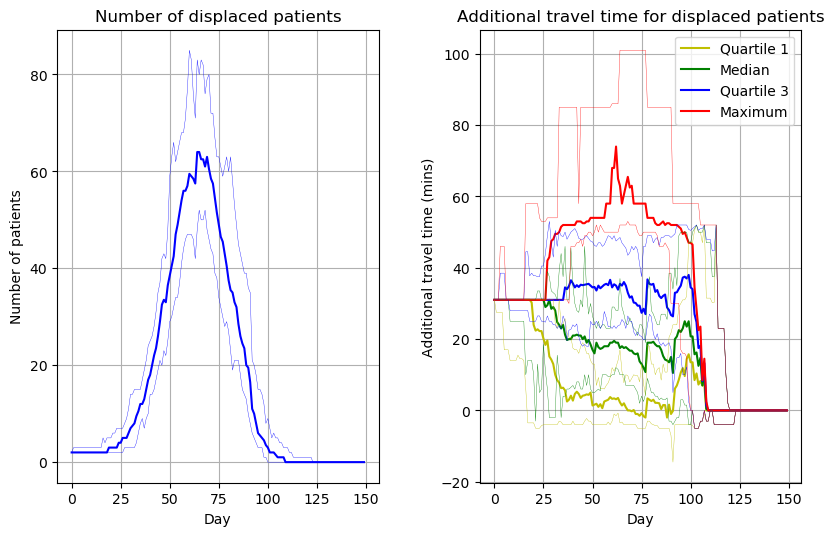 Number of displaced patients
Number of patients
80
60
40
20
0
0 25 50 75 100 125 150
Day
Additional travel time for displaced patients
Additional travel time (mins)
100
80
60
40
20
0
−20
Quartile 1
Median
Quartile 3
Maximum
0 25 50 75 100 125 150
Day